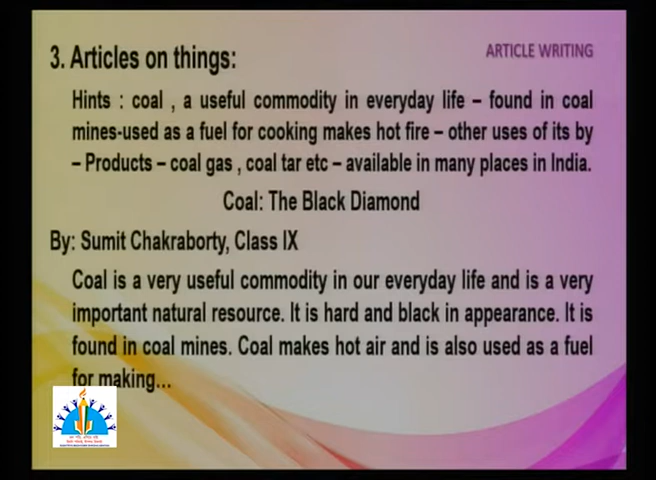 3. Articles on things:
ARTICLE WRITING
Hints : coal , a useful commodity in everyday life – found in coal
mines-used as a fuel for cooking makes hot fire – other uses of its by
– Products – coal gas , coal tar etc – available in many places in India.
Coal: The Black Diamond
By: Sumit Chakraborty, Class IX
Coal is a very useful commodity in our everyday life and is a very
important natural resource. It is hard and black in appearance. It is
found in coal mines. Coal makes hot air and is also used as a fuel
for making...